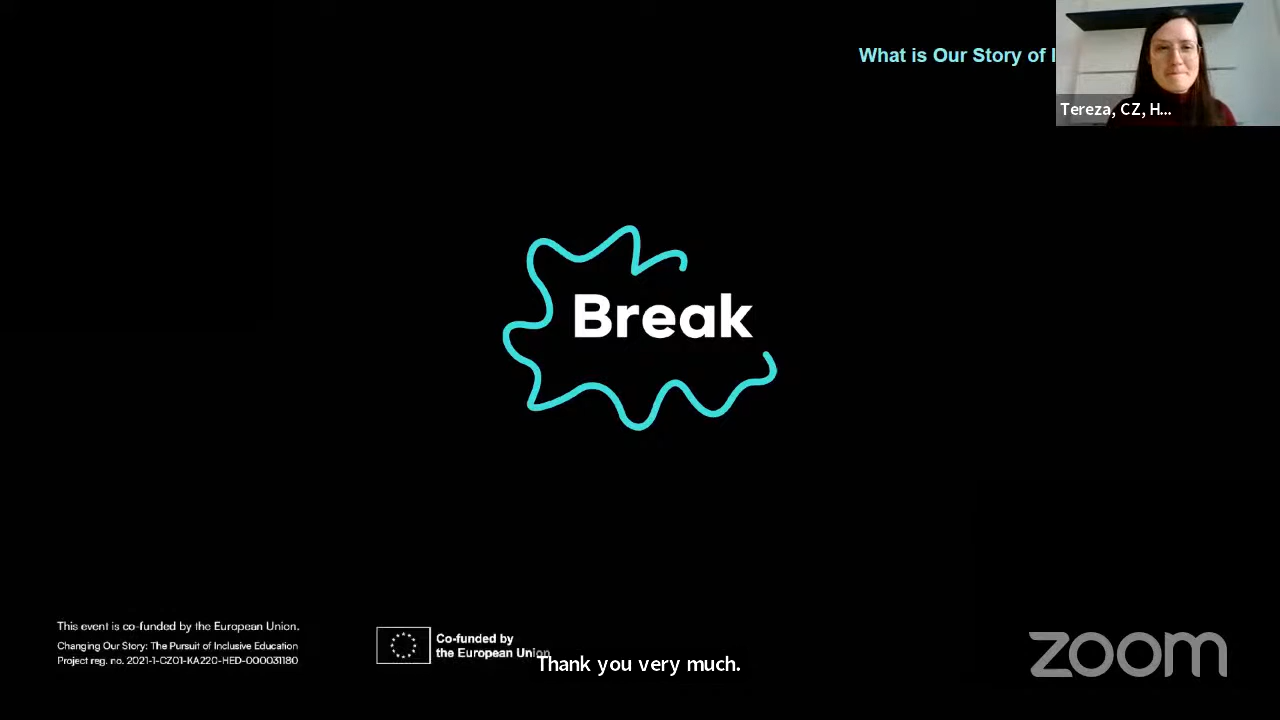 What is Our Story of
Tereza, CZ, H...
Break
This event is co-funded by the European Union.
Changing Our Story: The Pursuit of Inclusive Education
Project reg. no. 2021-1-CZ01-KA220-HED-000031180
Co-funded by
the European Union
Thank you very much.
zoom